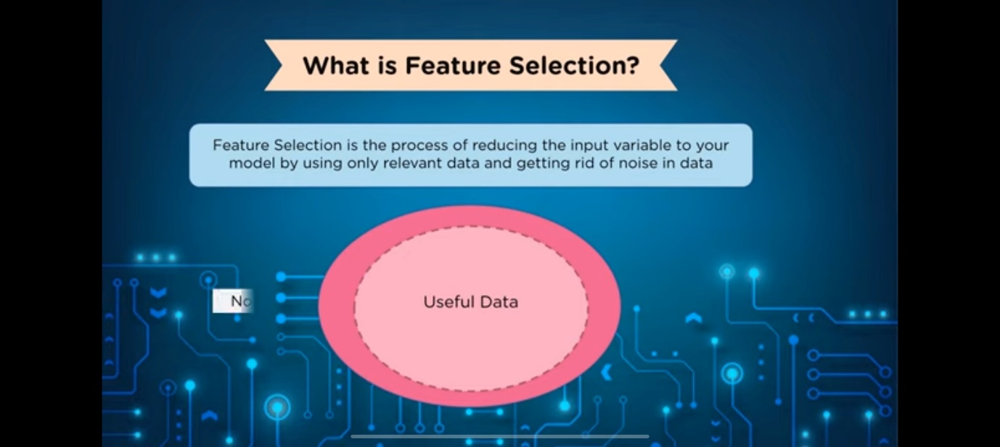 What is Feature Selection?
Feature Selection is the process of reducing the input variable to your
model by using only relevant data and getting rid of noise in data
Useful Data
No